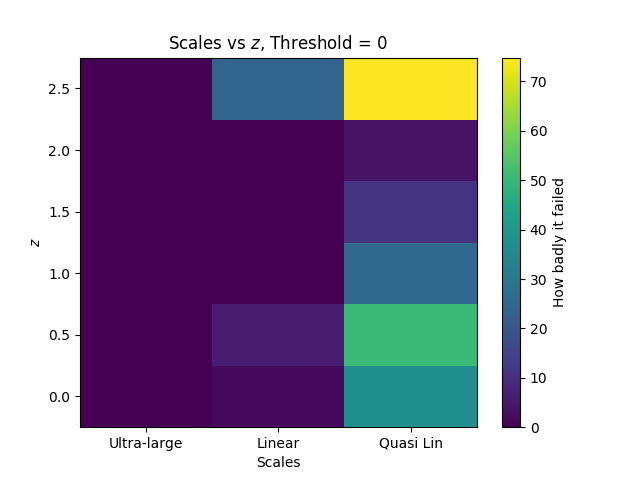 Scales vs z, Threshold = 0
2.5
2.0
1.5
1.0
0.5
0.0
z
Ultra-large Linear Quasi Lin
Scales
70
60
50
40
30
20
10
0
How badly it failed